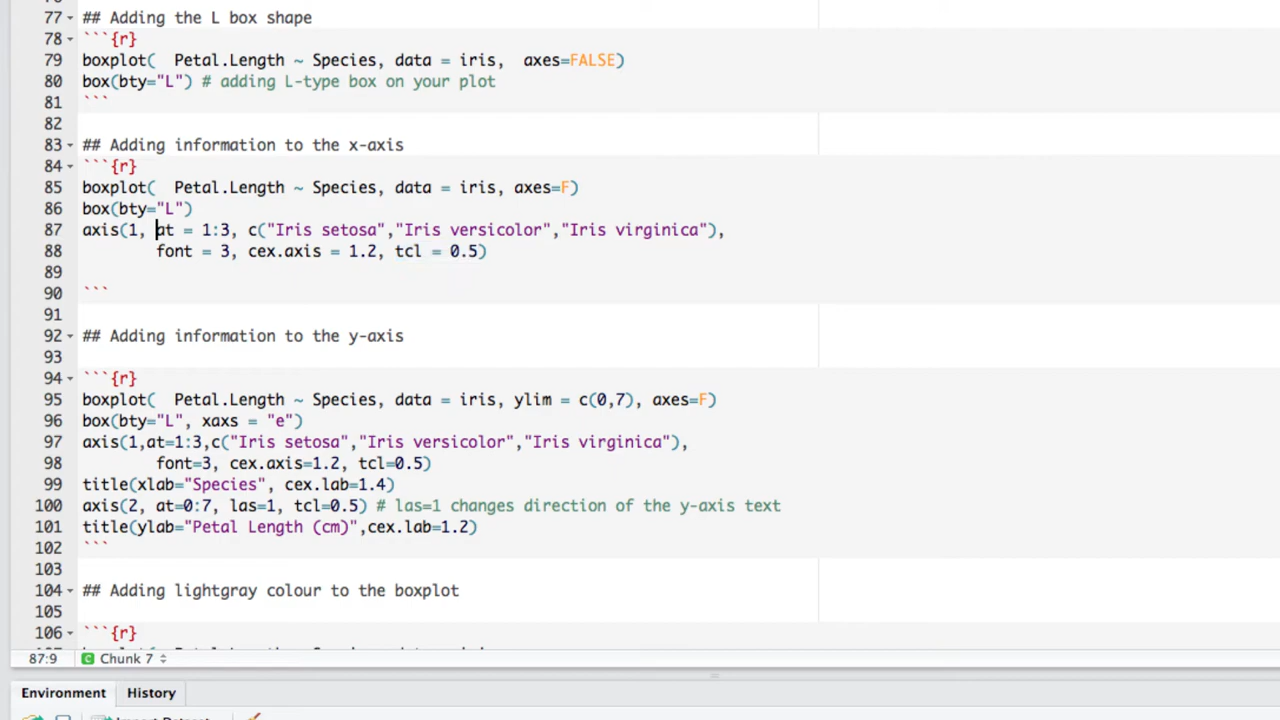 77 ## Adding the L box shape
78 ```{r}
79 boxplot(  Petal.Length ~ Species, data = iris,  axes=FALSE)
80 box(bty="L") # adding L-type box on your plot
81 ```
82
83 ## Adding information to the x-axis
84 ```{r}
85 boxplot(  Petal.Length ~ Species, data = iris, axes=F)
86 box(bty="L")
87 axis(1, at = 1:3, c("Iris setosa","Iris versicolor","Iris virginica"),
88         font = 3, cex.axis = 1.2, tcl = 0.5)
89
90 ```
91
92 ## Adding information to the y-axis
93
94 ```{r}
95 boxplot(  Petal.Length ~ Species, data = iris, ylim = c(0,7), axes=F)
96 box(bty="L", xaxs = "e")
97 axis(1,at=1:3,c("Iris setosa","Iris versicolor","Iris virginica"),
98         font=3, cex.axis=1.2, tcl=0.5)
99 title(xlab="Species", cex.lab=1.4)
100 axis(2, at=0:7, las=1, tcl=0.5) # las=1 changes direction of the y-axis text
101 title(ylab="Petal Length (cm)",cex.lab=1.2)
102 ```
103
104 ## Adding lightgray colour to the boxplot
105
106 ```{r}
87:9 C Chunk 7
Environment History
Import Dataset